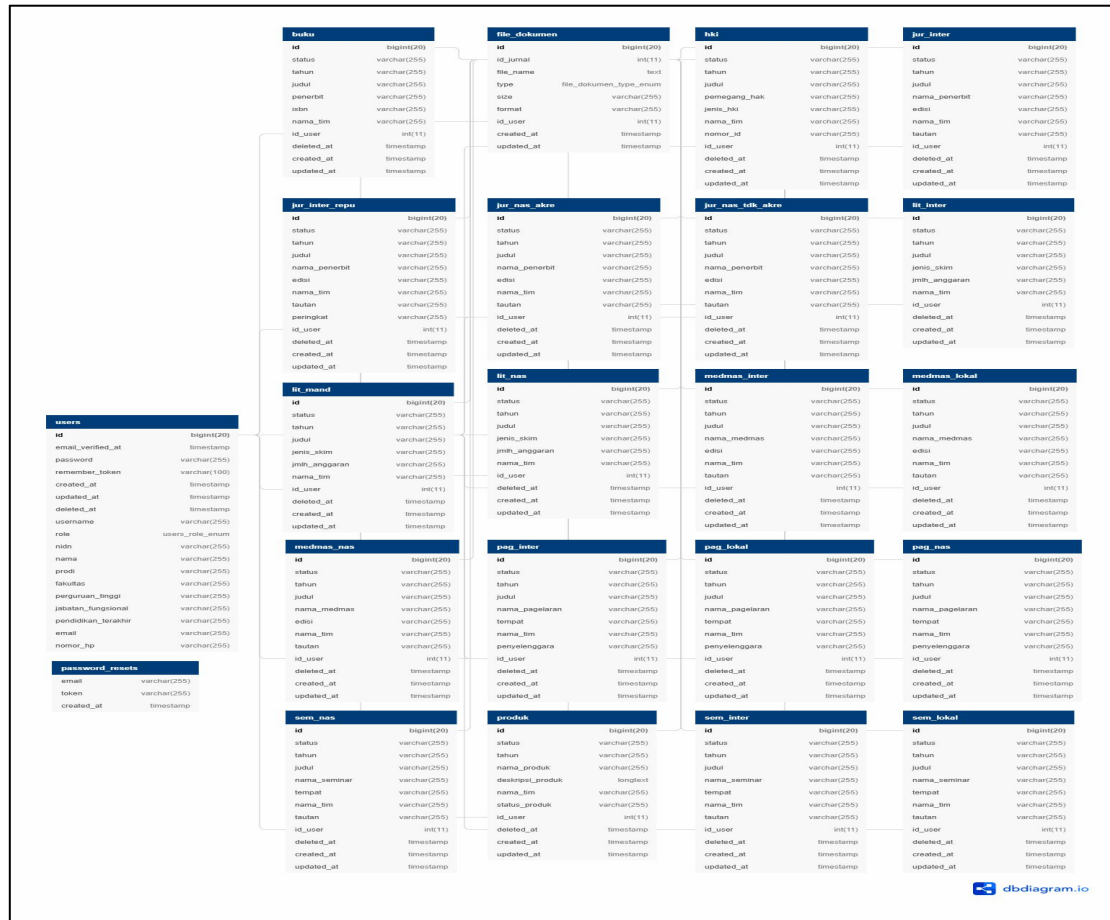 buku
id bigint(20)
status varchar(255)
tahun varchar(255)
judul varchar(255)
penerbit varchar(255)
isbn varchar(255)
nama_tim varchar(255)
id_user int(11)
deleted_at timestamp
created_at timestamp
updated_at timestamp
file_dokumen
id bigint(20)
id_jurnal int(11)
file_name text
type file_dokumen_type_enum
size varchar(255)
format varchar(255)
id_user int(11)
created_at timestamp
updated_at timestamp
hki
id bigint(20)
status varchar(255)
tahun varchar(255)
judul varchar(255)
pemegang_hak varchar(255)
jenis_hki varchar(255)
nama_tim varchar(255)
nomor_id varchar(255)
id_user int(11)
deleted_at timestamp
created_at timestamp
updated_at timestamp
jur_inter
id bigint(20)
status varchar(255)
tahun varchar(255)
judul varchar(255)
nama_penerbit varchar(255)
edisi varchar(255)
nama_tim varchar(255)
tautan varchar(255)
id_user int(11)
deleted_at timestamp
created_at timestamp
updated_at timestamp
jur_inter_repu
id bigint(20)
status varchar(255)
tahun varchar(255)
judul varchar(255)
nama_penerbit varchar(255)
edisi varchar(255)
nama_tim varchar(255)
tautan varchar(255)
peringkat varchar(255)
id_user int(11)
deleted_at timestamp
created_at timestamp
updated_at timestamp
jur_nas_akre
id bigint(20)
status varchar(255)
tahun varchar(255)
judul varchar(255)
nama_penerbit varchar(255)
edisi varchar(255)
nama_tim varchar(255)
tautan varchar(255)
id_user int(11)
deleted_at timestamp
created_at timestamp
updated_at timestamp
jur_nas_tdk_akre
id bigint(20)
status varchar(255)
tahun varchar(255)
judul varchar(255)
nama_penerbit varchar(255)
edisi varchar(255)
nama_tim varchar(255)
tautan varchar(255)
id_user int(11)
deleted_at timestamp
created_at timestamp
updated_at timestamp
lit_inter
id bigint(20)
status varchar(255)
tahun varchar(255)
judul varchar(255)
jenis_skim varchar(255)
jmlh_anggaran varchar(255)
nama_tim varchar(255)
id_user int(11)
deleted_at timestamp
created_at timestamp
updated_at timestamp
users
id bigint(20)
email_verified_at timestamp
password varchar(255)
remember_token varchar(100)
created_at timestamp
updated_at timestamp
deleted_at timestamp
username varchar(255)
role users_role_enum
nidn varchar(255)
nama varchar(255)
prodi varchar(255)
fakultas varchar(255)
perguruan_tinggi varchar(255)
jabatan_fungsional varchar(255)
pendidikan_terakhir varchar(255)
email varchar(255)
nomor_hp varchar(255)
password_resets
email varchar(255)
token varchar(255)
created_at timestamp
lit_mand
id bigint(20)
status varchar(255)
tahun varchar(255)
judul varchar(255)
jenis_skim varchar(255)
jmlh_anggaran varchar(255)
nama_tim varchar(255)
id_user int(11)
deleted_at timestamp
created_at timestamp
updated_at timestamp
lit_nas
id bigint(20)
status varchar(255)
tahun varchar(255)
judul varchar(255)
jenis_skim varchar(255)
jmlh_anggaran varchar(255)
nama_tim varchar(255)
id_user int(11)
deleted_at timestamp
created_at timestamp
updated_at timestamp
medmas_inter
id bigint(20)
status varchar(255)
tahun varchar(255)
judul varchar(255)
nama_medmas varchar(255)
edisi varchar(255)
nama_tim varchar(255)
tautan varchar(255)
id_user int(11)
deleted_at timestamp
created_at timestamp
updated_at timestamp
medmas_lokal
id bigint(20)
status varchar(255)
tahun varchar(255)
judul varchar(255)
nama_medmas varchar(255)
edisi varchar(255)
nama_tim varchar(255)
tautan varchar(255)
id_user int(11)
deleted_at timestamp
created_at timestamp
updated_at timestamp
medmas_nas
id bigint(20)
status varchar(255)
tahun varchar(255)
judul varchar(255)
nama_medmas varchar(255)
edisi varchar(255)
nama_tim varchar(255)
tautan varchar(255)
id_user int(11)
deleted_at timestamp
created_at timestamp
updated_at timestamp
pag_inter
id bigint(20)
status varchar(255)
tahun varchar(255)
judul varchar(255)
nama_pagelaran varchar(255)
tempat varchar(255)
nama_tim varchar(255)
penyelenggara varchar(255)
id_user int(11)
deleted_at timestamp
created_at timestamp
updated_at timestamp
pag_lokal
id bigint(20)
status varchar(255)
tahun varchar(255)
judul varchar(255)
nama_pagelaran varchar(255)
tempat varchar(255)
nama_tim varchar(255)
penyelenggara varchar(255)
id_user int(11)
deleted_at timestamp
created_at timestamp
updated_at timestamp
pag_nas
id bigint(20)
status varchar(255)
tahun varchar(255)
judul varchar(255)
nama_pagelaran varchar(255)
tempat varchar(255)
nama_tim varchar(255)
penyelenggara varchar(255)
id_user int(11)
deleted_at timestamp
created_at timestamp
updated_at timestamp
sem_nas
id bigint(20)
status varchar(255)
tahun varchar(255)
judul varchar(255)
nama_seminar varchar(255)
tempat varchar(255)
nama_tim varchar(255)
tautan varchar(255)
id_user int(11)
deleted_at timestamp
created_at timestamp
updated_at timestamp
produk
id bigint(20)
status varchar(255)
tahun varchar(255)
nama_produk varchar(255)
deskripsi_produk longtext
nama_tim varchar(255)
status_produk varchar(255)
id_user int(11)
deleted_at timestamp
created_at timestamp
updated_at timestamp
sem_inter
id bigint(20)
status varchar(255)
tahun varchar(255)
judul varchar(255)
nama_seminar varchar(255)
tempat varchar(255)
nama_tim varchar(255)
tautan varchar(255)
id_user int(11)
deleted_at timestamp
created_at timestamp
updated_at timestamp
sem_lokal
id bigint(20)
status varchar(255)
tahun varchar(255)
judul varchar(255)
nama_seminar varchar(255)
tempat varchar(255)
nama_tim varchar(255)
tautan varchar(255)
id_user int(11)
deleted_at timestamp
created_at timestamp
updated_at timestamp
dbdiagram.io